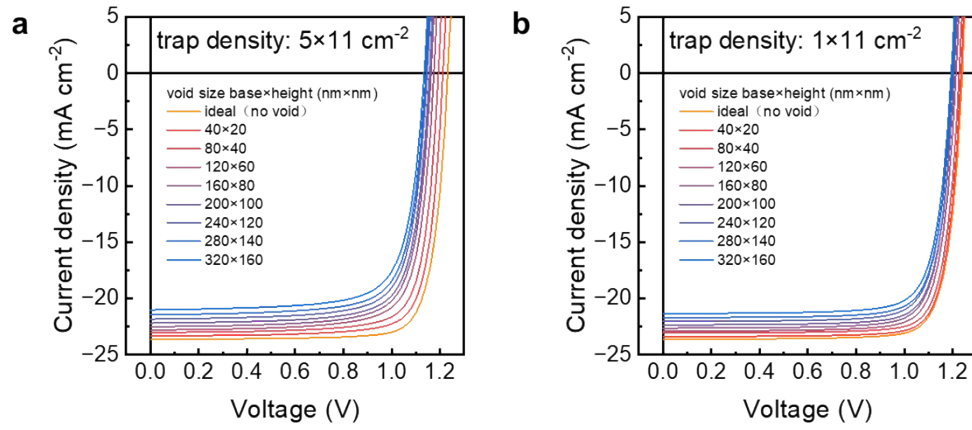 a
trap density: 5×11 cm⁻²
void size base×height (nm×nm)
ideal（no void）
40×20
80×40
120×60
160×80
200×100
240×120
280×140
320×160
5
0
−5
−10
−15
−20
−25
Current density (mA cm⁻²)
0.0 0.2 0.4 0.6 0.8 1.0 1.2
Voltage (V)
b
trap density: 1×11 cm⁻²
void size base×height (nm×nm)
ideal（no void）
40×20
80×40
120×60
160×80
200×100
240×120
280×140
320×160
5
0
−5
−10
−15
−20
−25
Current density (mA cm⁻²)
0.0 0.2 0.4 0.6 0.8 1.0 1.2
Voltage (V)